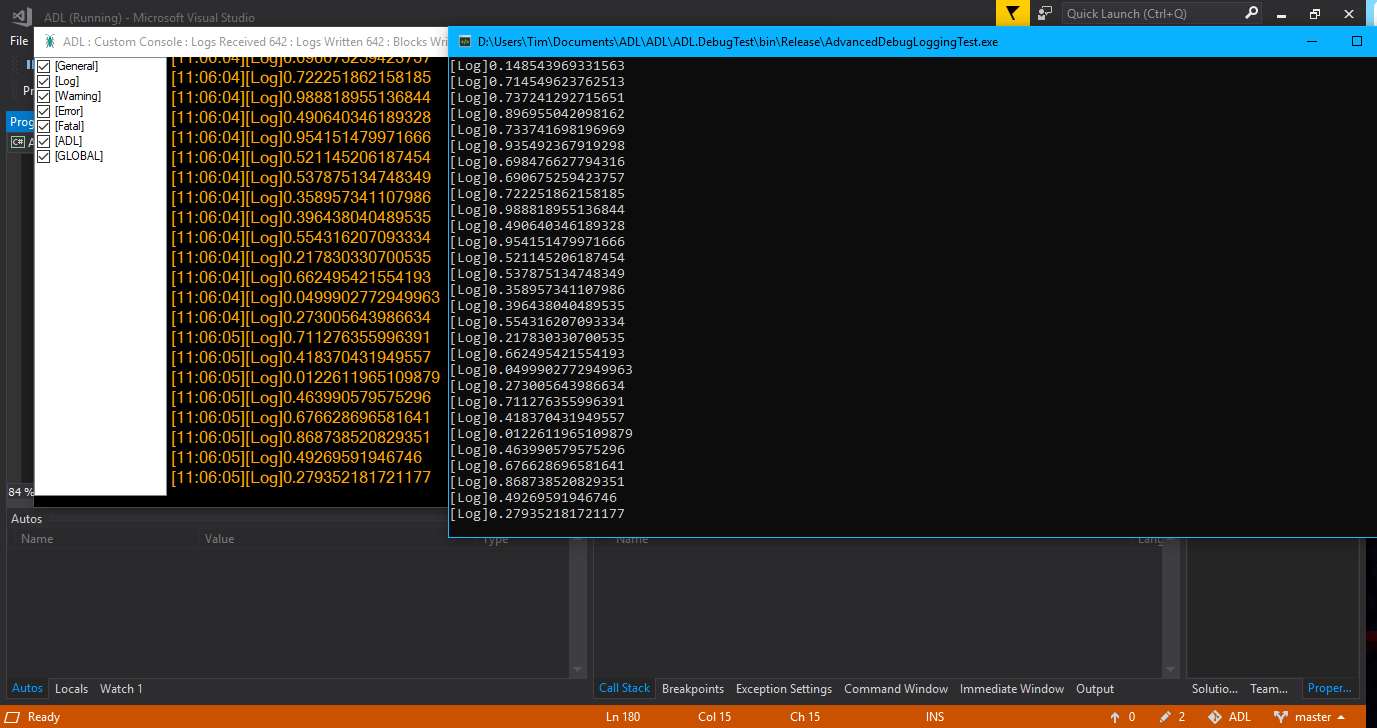 ADL (Running) - Microsoft Visual Studio
Quick Launch (Ctrl+Q)
File
ADL : Custom Console : Logs Received 642 : Logs Written 642 : Blocks Wri
D:\Users\Tim\Documents\ADL\ADL\ADL.DebugTest\bin\Release\AdvancedDebugLoggingTest.exe
Pr
Prog
C# A
84 %
[General]
[Log]
[Warning]
[Error]
[Fatal]
[ADL]
[GLOBAL]
[11:06:04][Log]0.690675259423757
[11:06:04][Log]0.722251862158185
[11:06:04][Log]0.988818955136844
[11:06:04][Log]0.490640346189328
[11:06:04][Log]0.954151479971666
[11:06:04][Log]0.521145206187454
[11:06:04][Log]0.537875134748349
[11:06:04][Log]0.358957341107986
[11:06:04][Log]0.396438040489535
[11:06:04][Log]0.554316207093334
[11:06:04][Log]0.217830330700535
[11:06:04][Log]0.662495421554193
[11:06:04][Log]0.0499902772949963
[11:06:04][Log]0.273005643986634
[11:06:05][Log]0.711276355996391
[11:06:05][Log]0.418370431949557
[11:06:05][Log]0.0122611965109879
[11:06:05][Log]0.463990579575296
[11:06:05][Log]0.676628696581641
[11:06:05][Log]0.868738520829351
[11:06:05][Log]0.49269591946746
[11:06:05][Log]0.279352181721177
[Log]0.148543969331563
[Log]0.714549623762513
[Log]0.737241292715651
[Log]0.896955042098162
[Log]0.733741698196969
[Log]0.935492367919298
[Log]0.698476627794316
[Log]0.690675259423757
[Log]0.722251862158185
[Log]0.988818955136844
[Log]0.490640346189328
[Log]0.954151479971666
[Log]0.521145206187454
[Log]0.537875134748349
[Log]0.358957341107986
[Log]0.396438040489535
[Log]0.554316207093334
[Log]0.217830330700535
[Log]0.662495421554193
[Log]0.0499902772949963
[Log]0.273005643986634
[Log]0.711276355996391
[Log]0.418370431949557
[Log]0.0122611965109879
[Log]0.463990579575296
[Log]0.676628696581641
[Log]0.868738520829351
[Log]0.49269591946746
[Log]0.279352181721177
Autos
Name Value Type
Name Lang
Autos Locals Watch 1
Call Stack Breakpoints Exception Settings Command Window Immediate Window Output
Solutio... Team... Proper...
Ready Ln 180 Col 15 Ch 15 INS 0 2 ADL master